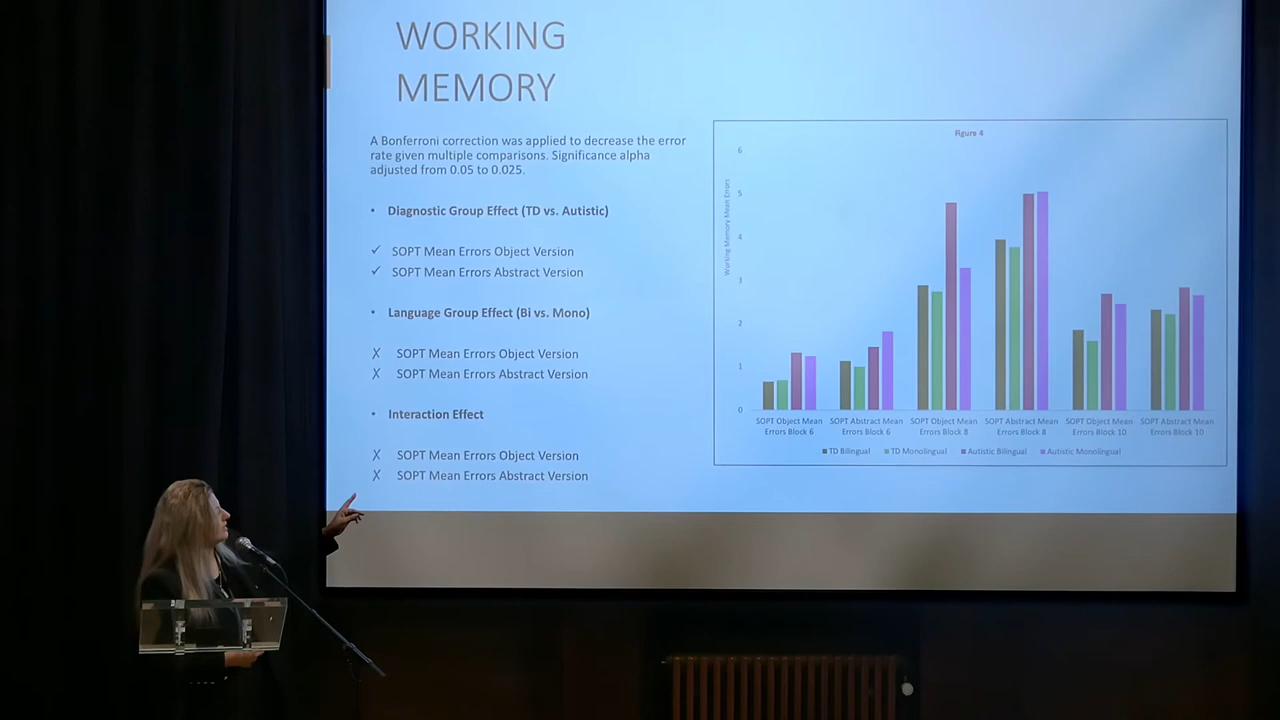 WORKING
MEMORY
A Bonferroni correction was applied to decrease the error
rate given multiple comparisons. Significance alpha
adjusted from 0.05 to 0.025.
• Diagnostic Group Effect (TD vs. Autistic)
✓ SOPT Mean Errors Object Version
✓ SOPT Mean Errors Abstract Version
• Language Group Effect (Bi vs. Mono)
X SOPT Mean Errors Object Version
X SOPT Mean Errors Abstract Version
• Interaction Effect
X SOPT Mean Errors Object Version
X SOPT Mean Errors Abstract Version
Figure 4
Working Memory Mean Errors
6
5
4
3
2
1
0
SOPT Object Mean
Errors Block 6
SOPT Abstract Mean
Errors Block 6
SOPT Object Mean
Errors Block 8
SOPT Abstract Mean
Errors Block 8
SOPT Object Mean
Errors Block 10
SOPT Abstract Mean
Errors Block 10
TD Bilingual TD Monolingual Autistic Bilingual Autistic Monolingual